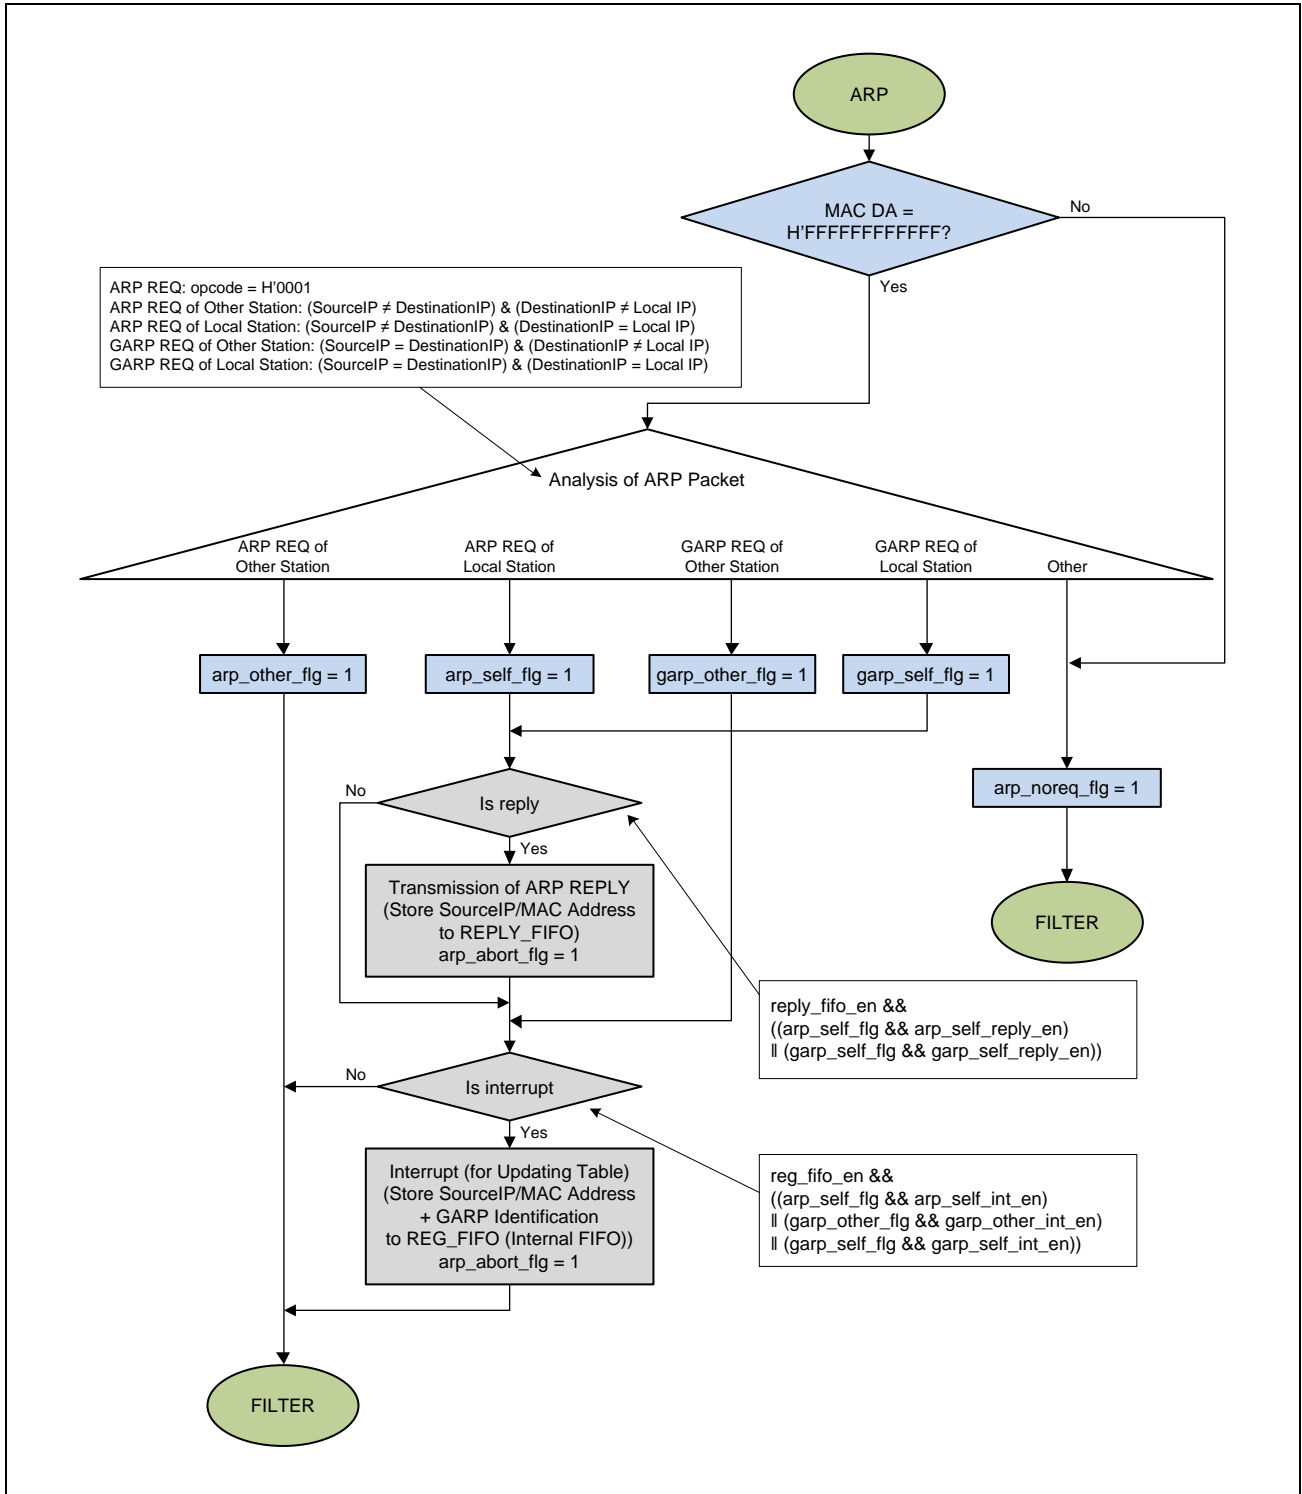 ARP
MAC DA =
H'FFFFFFFFFFFF?
No
Yes
ARP REQ: opcode = H'0001
ARP REQ of Other Station: (SourceIP ≠ DestinationIP) & (DestinationIP ≠ Local IP)
ARP REQ of Local Station: (SourceIP ≠ DestinationIP) & (DestinationIP = Local IP)
GARP REQ of Other Station: (SourceIP = DestinationIP) & (DestinationIP ≠ Local IP)
GARP REQ of Local Station: (SourceIP = DestinationIP) & (DestinationIP = Local IP)
Analysis of ARP Packet
ARP REQ of
Other Station
ARP REQ of
Local Station
GARP REQ of
Other Station
GARP REQ of
Local Station
Other
arp_other_flg = 1
arp_self_flg = 1
garp_other_flg = 1
garp_self_flg = 1
arp_noreq_flg = 1
No
Is reply
Yes
Transmission of ARP REPLY
(Store SourceIP/MAC Address
to REPLY_FIFO)
arp_abort_flg = 1
FILTER
reply_fifo_en &&
((arp_self_flg && arp_self_reply_en)
|| (garp_self_flg && garp_self_reply_en))
No
Is interrupt
Yes
Interrupt (for Updating Table)
(Store SourceIP/MAC Address
+ GARP Identification
to REG_FIFO (Internal FIFO))
arp_abort_flg = 1
reg_fifo_en &&
((arp_self_flg && arp_self_int_en)
|| (garp_other_flg && garp_other_int_en)
|| (garp_self_flg && garp_self_int_en))
FILTER